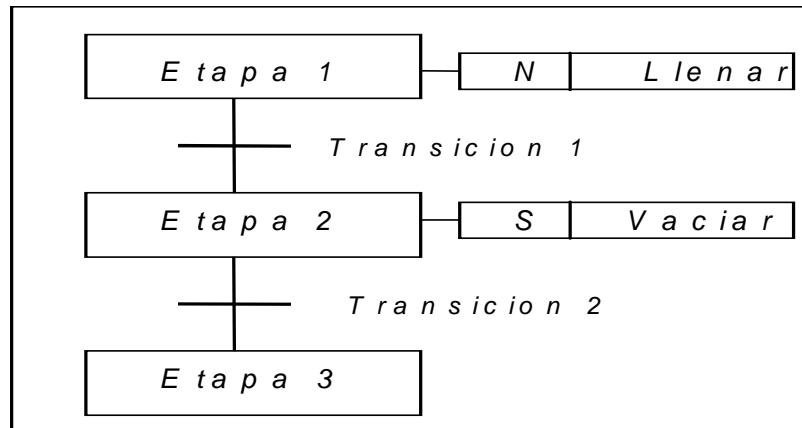 Etapa 1 N Llenar
Transicion 1
Etapa 2 S Vaciar
Transicion 2
Etapa 3